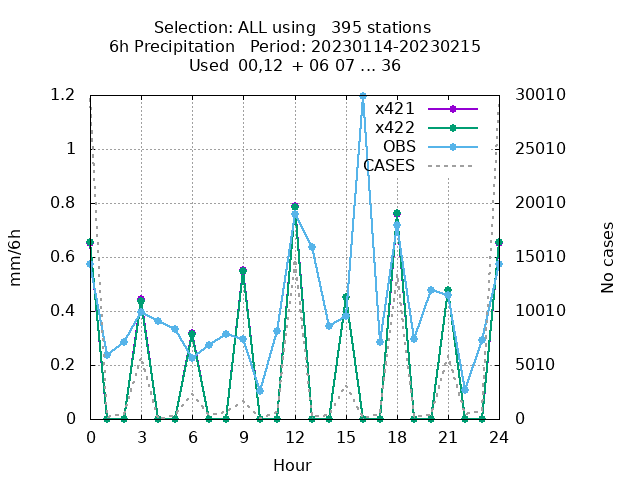 Selection: ALL using   395 stations
6h Precipitation   Period: 20230114-20230215
Used  00,12  + 06 07 ... 36
1.2
1
0.8
0.6
0.4
0.2
0
mm/6h
x421
x422
OBS
CASES
30010
25010
20010
15010
10010
5010
0
No cases
0 3 6 9 12 15 18 21 24
Hour